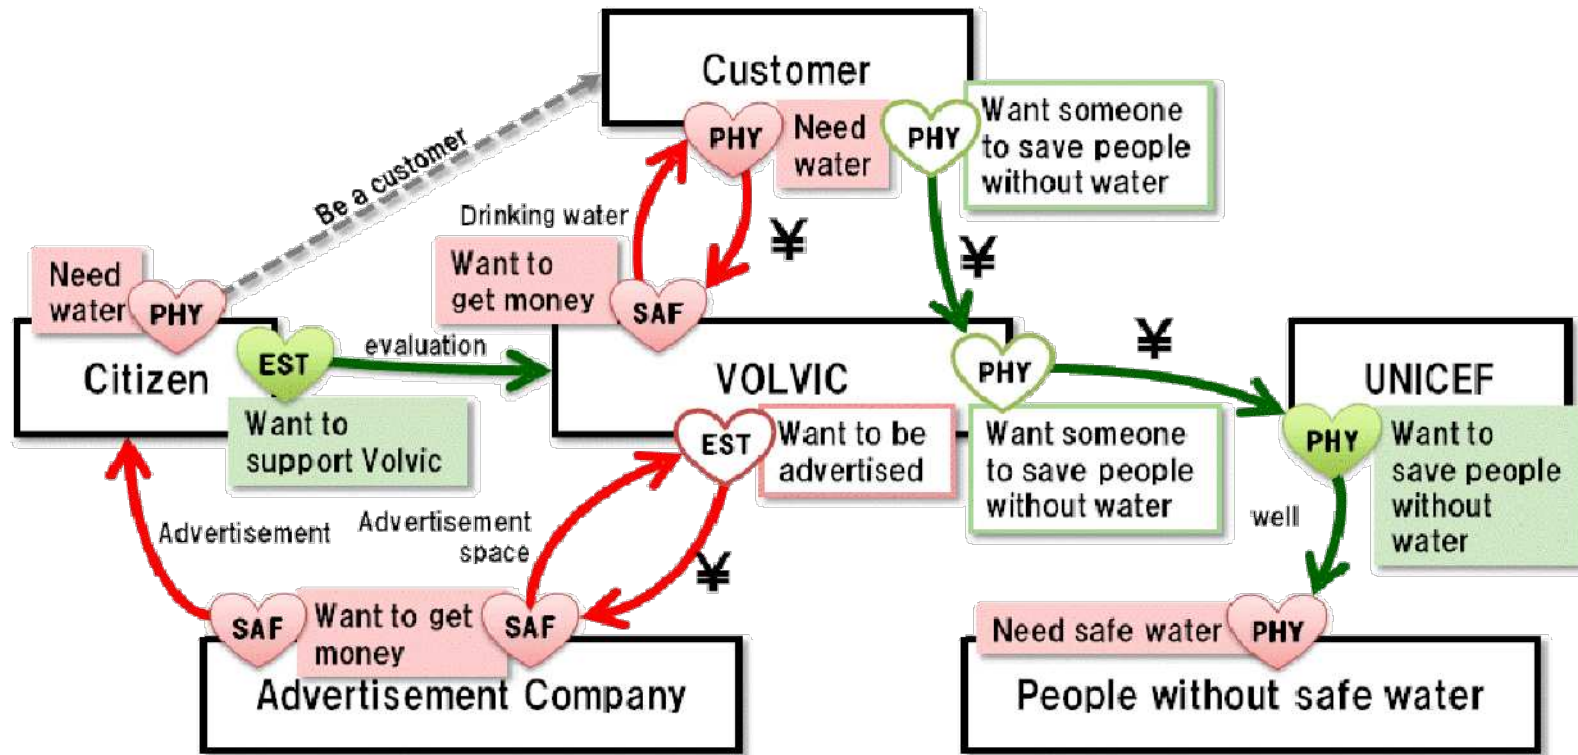 Customer
PHY
Need
water
PHY
Want someone
to save people
without water
Be a customer
Drinking water
¥
¥
Need
water
PHY
Want to
get money
SAF
Citizen
EST
evaluation
VOLVIC
PHY
¥
UNICEF
Want to
support Volvic
EST
Want to be
advertised
Want someone
to save people
without water
PHY
Want to
save people
without
water
Advertisement
Advertisement
space
¥
well
SAF
Want to get
money
SAF
Advertisement Company
Need safe water
PHY
People without safe water